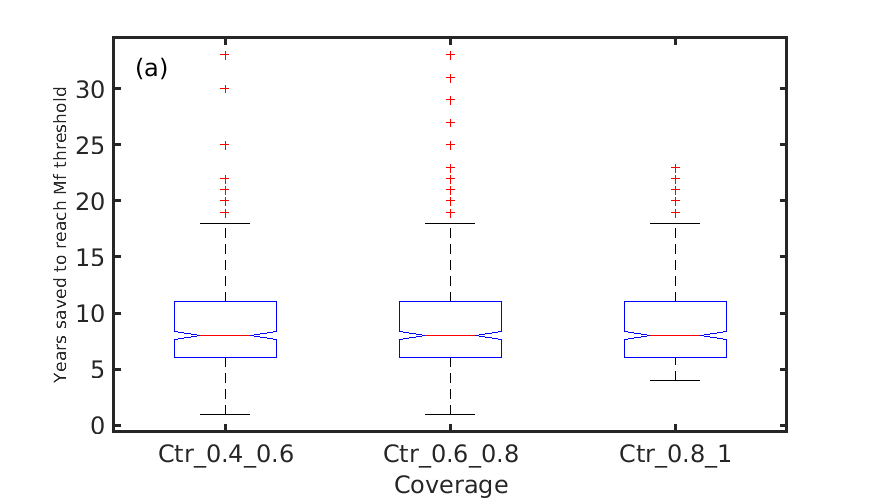 (a)
Years saved to reach Mf threshold
30
25
20
15
10
5
0
Ctr_0.4_0.6 Ctr_0.6_0.8 Ctr_0.8_1
Coverage